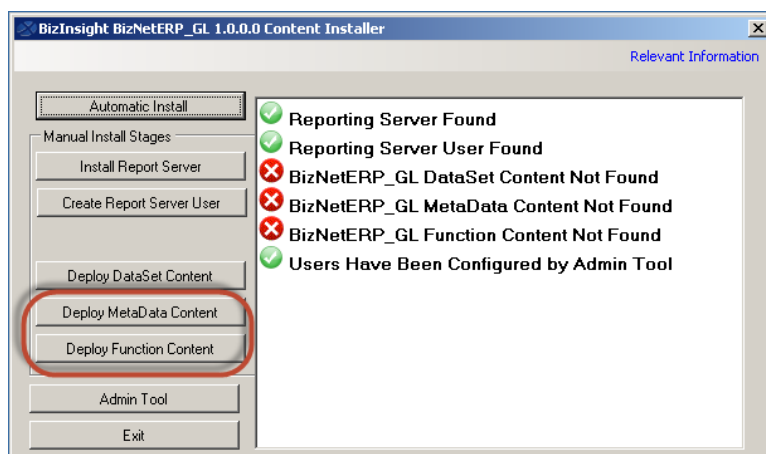 BizInsight BizNetERP_GL 1.0.0.0 Content Installer
Relevant Information
Automatic Install
Manual Install Stages
Install Report Server
Create Report Server User
Deploy DataSet Content
Deploy MetaData Content
Deploy Function Content
Admin Tool
Exit
Reporting Server Found
Reporting Server User Found
BizNetERP_GL DataSet Content Not Found
BizNetERP_GL MetaData Content Not Found
BizNetERP_GL Function Content Not Found
Users Have Been Configured by Admin Tool